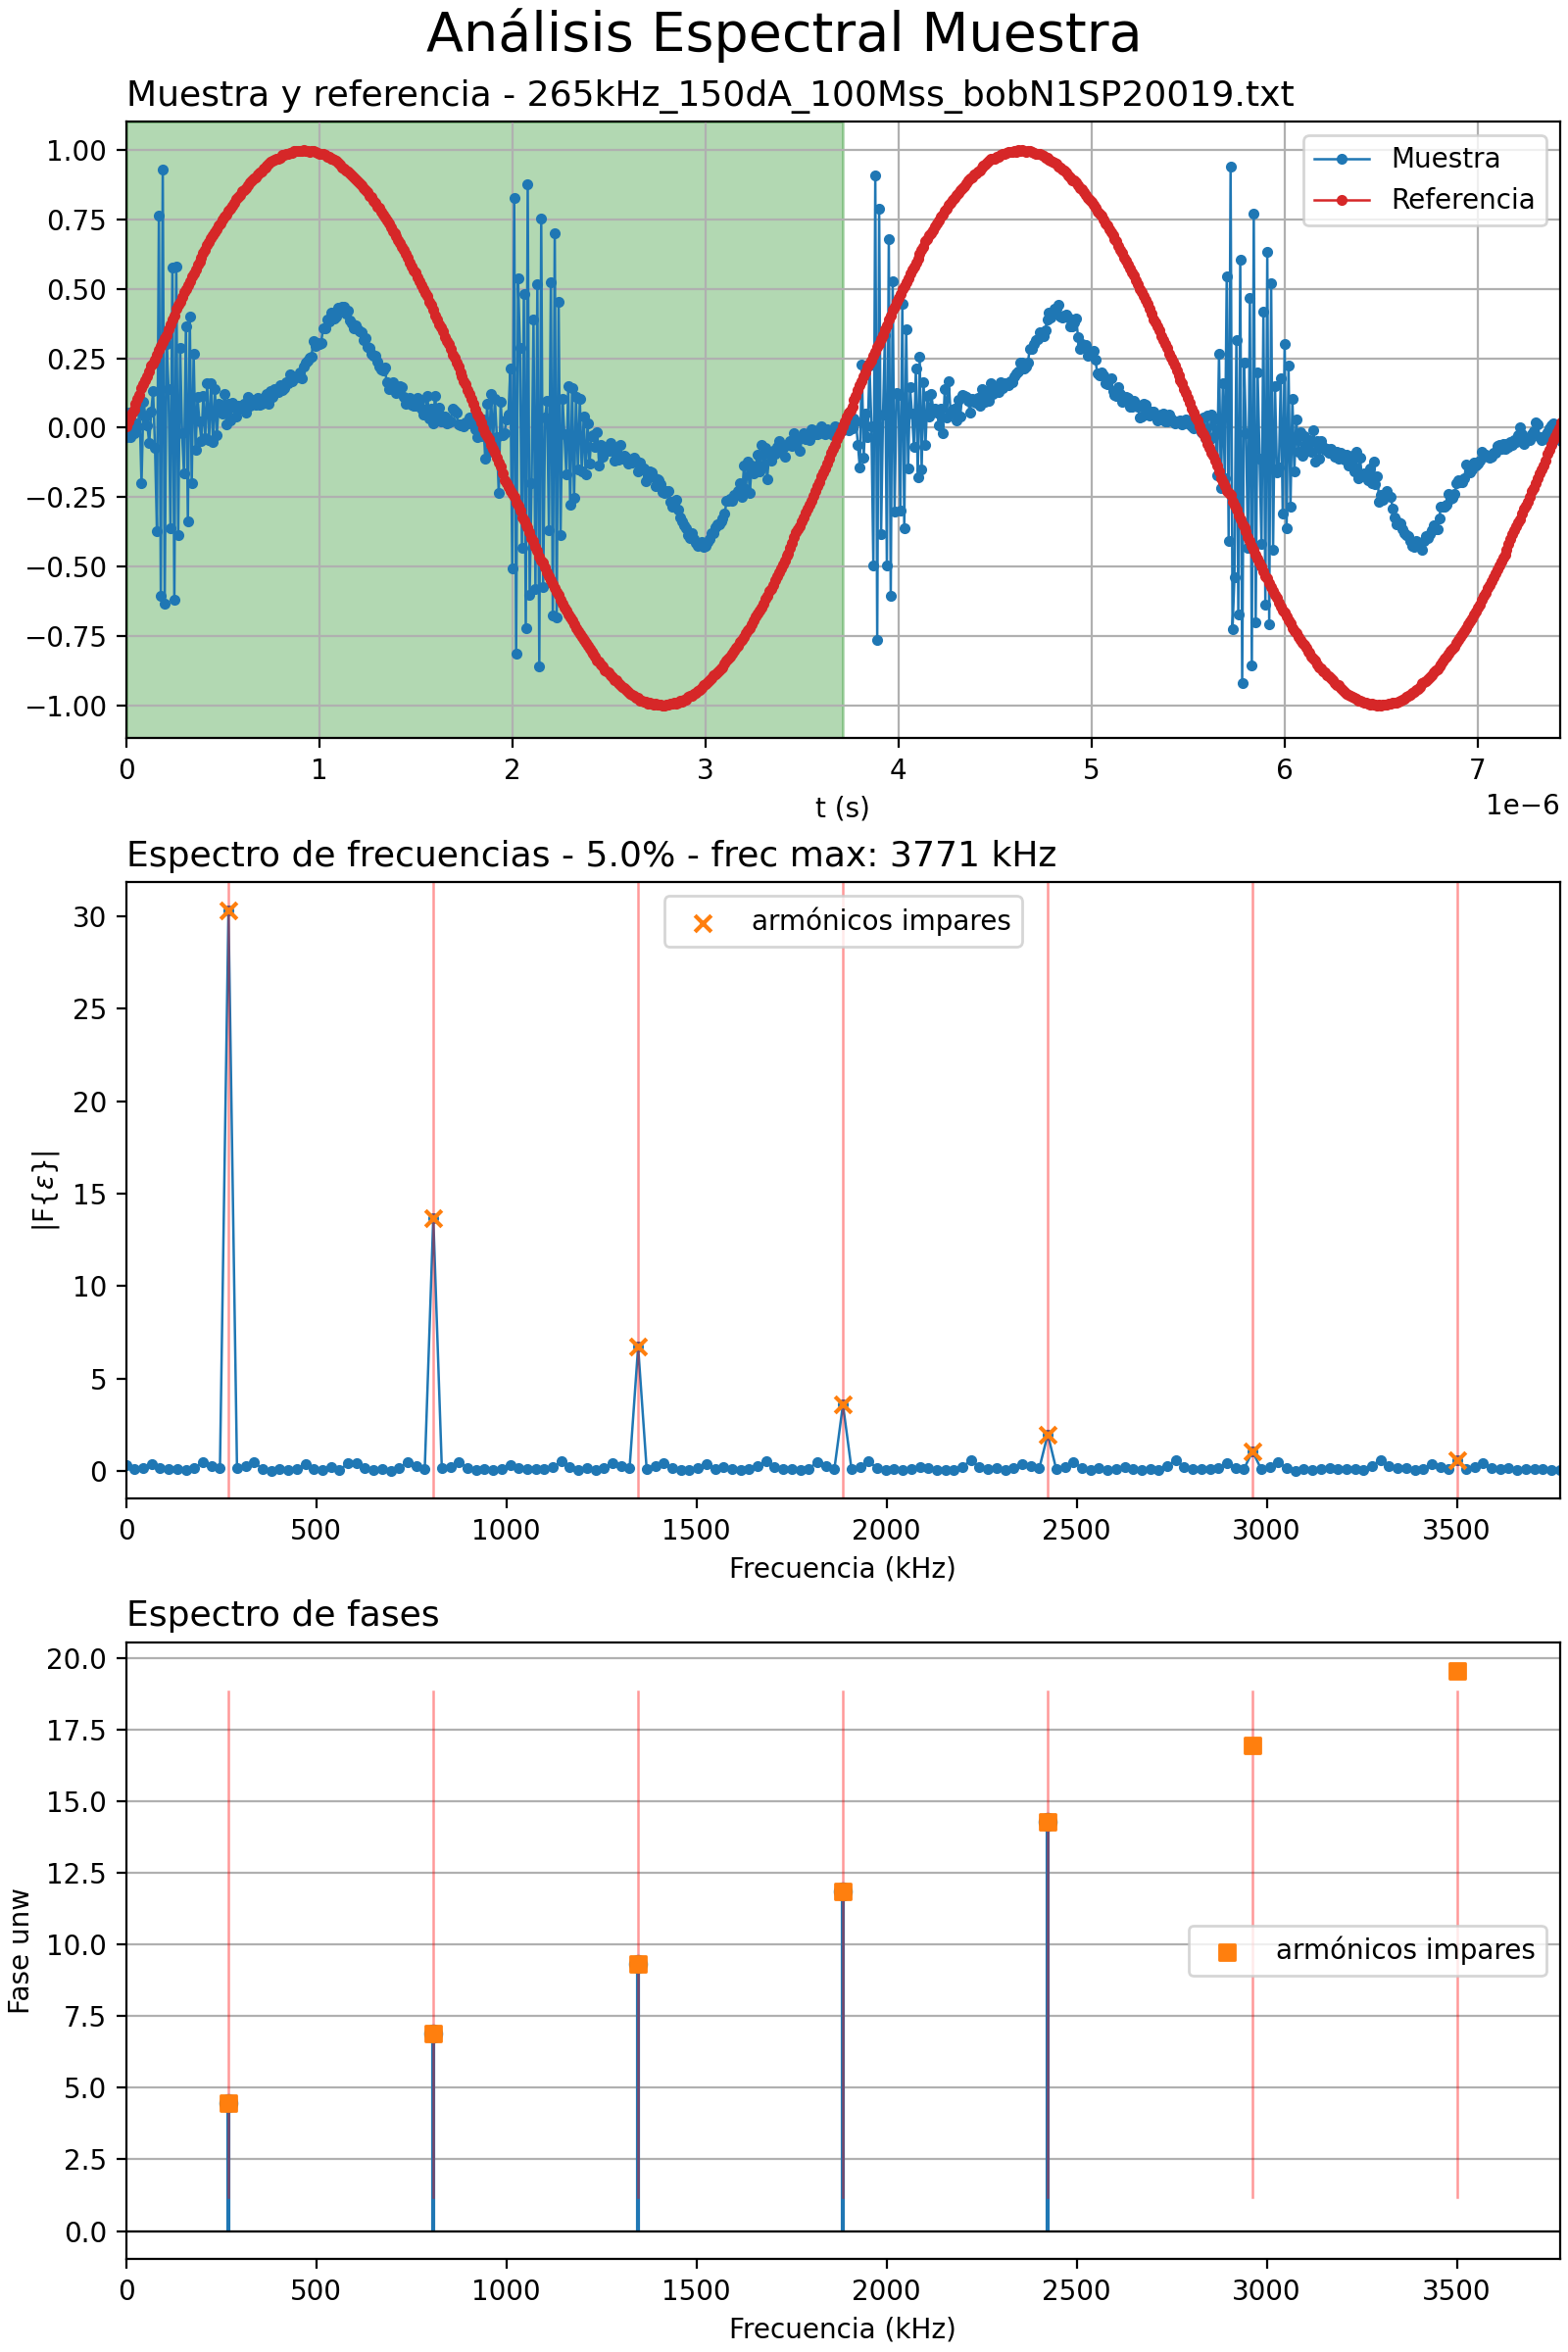 Análisis Espectral Muestra
Muestra y referencia - 265kHz_150dA_100Mss_bobN1SP20019.txt
1.00
0.75
0.50
0.25
0.00
−0.25
−0.50
−0.75
−1.00
Muestra
Referencia
0 1 2 3 4 5 6 7
t (s)
1e−6
Espectro de frecuencias - 5.0% - frec max: 3771 kHz
30
25
20
15
10
5
0
|F{ε}|
armónicos impares
0 500 1000 1500 2000 2500 3000 3500
Frecuencia (kHz)
Espectro de fases
20.0
17.5
15.0
12.5
10.0
7.5
5.0
2.5
0.0
Fase unw
armónicos impares
0 500 1000 1500 2000 2500 3000 3500
Frecuencia (kHz)